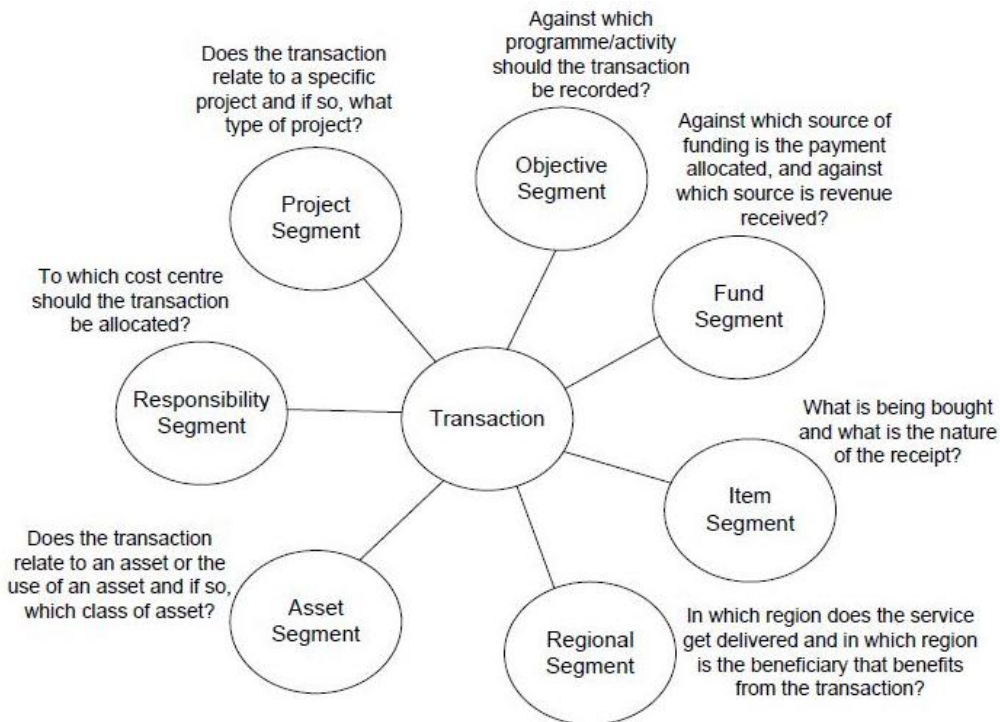 Against which
programme/activity
should the transaction
be recorded?
Does the transaction
relate to a specific
project and if so, what
type of project?
Objective
Segment
Against which source of
funding is the payment
allocated, and against
which source is revenue
received?
Project
Segment
To which cost centre
should the transaction
be allocated?
Fund
Segment
Responsibility
Segment
Transaction
What is being bought
and what is the nature
of the receipt?
Item
Segment
Does the transaction
relate to an asset or the
use of an asset and if so,
which class of asset?
Asset
Segment
Regional
Segment
In which region does the service
get delivered and in which region
is the beneficiary that benefits
from the transaction?